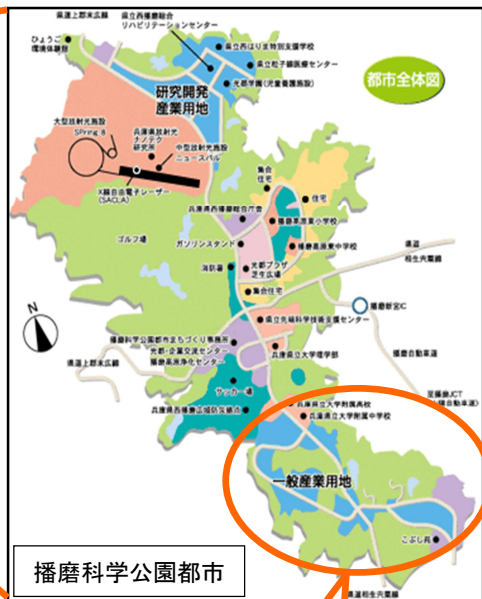 県道上郡末広線
県立西播磨総合
リハビリテーションセンター
ひょうご
環境体験館
県立西はりま特別支援学校
県立粒子線医療センター
光都学園(児童養護施設)
都市全体図
研究開発
産業用地
大型放射光施設
SPring-8
兵庫県放射光
ナノテク
研究所
中型放射光施設
ニュースバル
X線自由電子レーザー
(SACLA)
集合
住宅
住宅
兵庫県西播磨総合庁舎
播磨高原東小学校
ゴルフ場
ガソリンスタンド
播磨高原東中学校
県道
相生宍粟線
消防署
光都プラザ
芝生広場
集合住宅
播磨新宮IC
N
県立先端科学技術支援センター
播磨科学公園都市まちづくり事務所
光都・企業交流センター
播磨高原浄化センター
兵庫県立大学理学部
播磨自動車道
県道上郡末広線
至播磨JCT
サッカー場
兵庫県立大学附属高校
兵庫県立大学附属中学校
兵庫県西播磨広域防災拠点
一般産業用地
こぶし苑
播磨科学公園都市
県道相生宍粟線